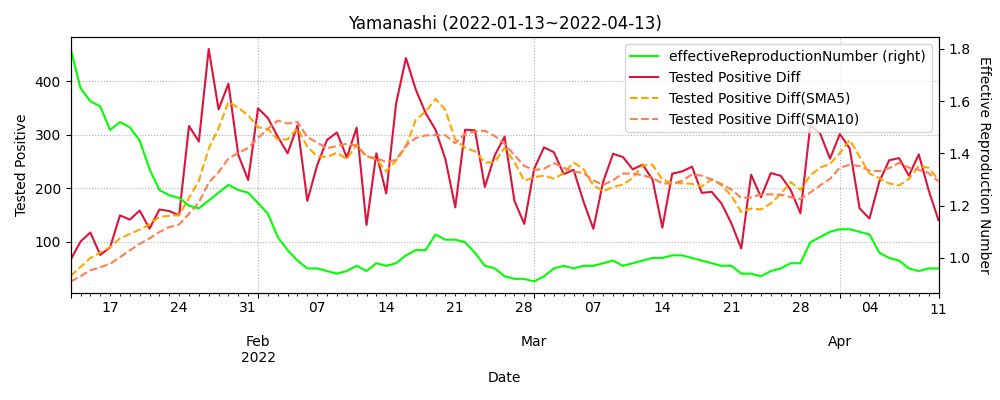 Yamanashi (2022-01-13~2022-04-13)
effectiveReproductionNumber (right)
Tested Positive Diff
Tested Positive Diff(SMA5)
Tested Positive Diff(SMA10)
Tested Positive
400
300
200
100
1.8
1.6
1.4
1.2
1.0
Effective Reproduction Number
17 24 31 07 14 21 28 07 14 21 28 04 11
Feb Mar Apr
2022
Date